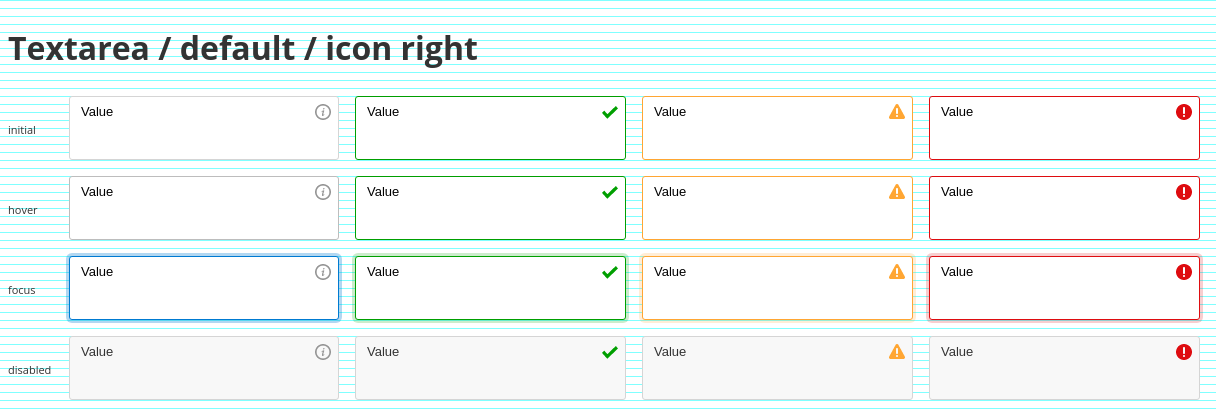 Textarea / default / icon right
initial Value Value Value Value
hover Value Value Value Value
focus Value Value Value Value
disabled Value Value Value Value